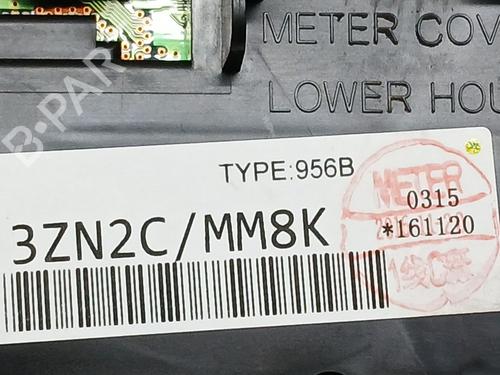 METER COV
LOWER HOU
TYPE:956B
METER
0315
*161120
3ZN2C/MM8K
B-PAR